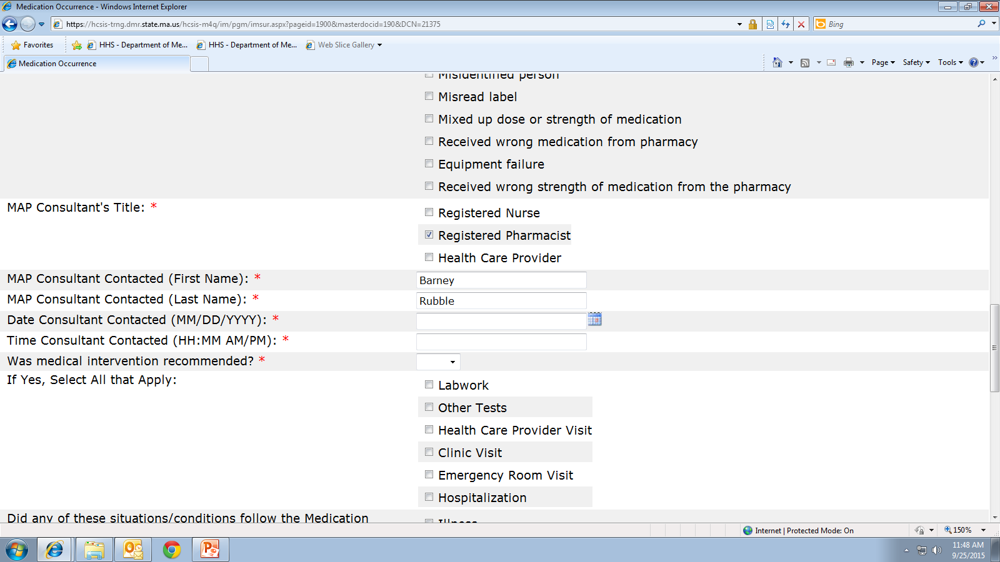 Medication Occurrence - Windows Internet Explorer
https://hcsis-trng.dmr.state.ma.us/hcsis-m4q/im/pgm/imsur.aspx?pageid=1900&masterdocid=190&DCN=21375
Bing
Favorites
HHS - Department of Me...
HHS - Department of Me...
Web Slice Gallery
Medication Occurrence
Page
Safety
Tools
»
Misidentified person
Misread label
Mixed up dose or strength of medication
Received wrong medication from pharmacy
Equipment failure
Received wrong strength of medication from the pharmacy
MAP Consultant's Title: *
Registered Nurse
Registered Pharmacist
Health Care Provider
MAP Consultant Contacted (First Name): *
Barney
MAP Consultant Contacted (Last Name): *
Rubble
Date Consultant Contacted (MM/DD/YYYY): *
Time Consultant Contacted (HH:MM AM/PM): *
Was medical intervention recommended? *
If Yes, Select All that Apply:
Labwork
Other Tests
Health Care Provider Visit
Clinic Visit
Emergency Room Visit
Hospitalization
Did any of these situations/conditions follow the Medication
Illness
Internet | Protected Mode: On
150%
11:48 AM
9/25/2015